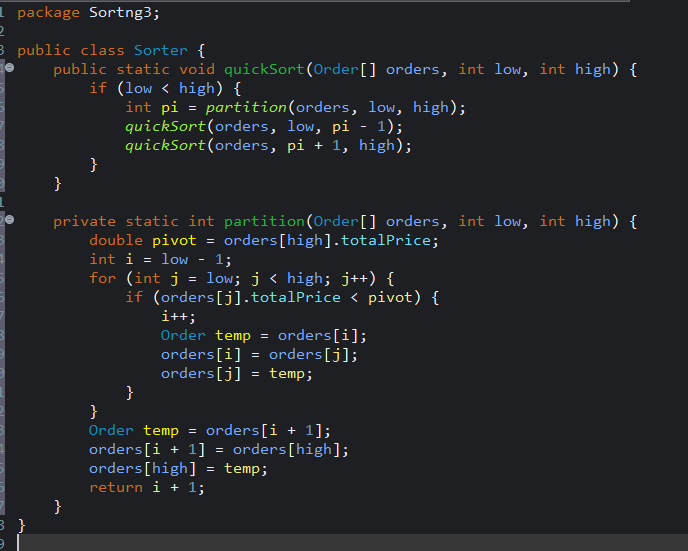 1 package Sortng3;
2
3 public class Sorter {
    public static void quickSort(Order[] orders, int low, int high) {
        if (low < high) {
            int pi = partition(orders, low, high);
            quickSort(orders, low, pi - 1);
            quickSort(orders, pi + 1, high);
        }
    }

    private static int partition(Order[] orders, int low, int high) {
        double pivot = orders[high].totalPrice;
        int i = low - 1;
        for (int j = low; j < high; j++) {
            if (orders[j].totalPrice < pivot) {
                i++;
                Order temp = orders[i];
                orders[i] = orders[j];
                orders[j] = temp;
            }
        }
        Order temp = orders[i + 1];
        orders[i + 1] = orders[high];
        orders[high] = temp;
        return i + 1;
    }
}